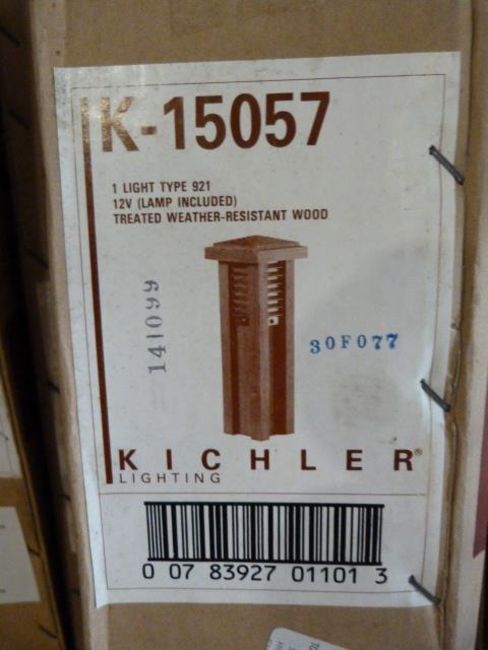 K-15057
1 LIGHT TYPE 921
12V (LAMP INCLUDED)
TREATED WEATHER-RESISTANT WOOD
141099
30F077
KICHLER®
LIGHTING
0 07 83927 01101 3